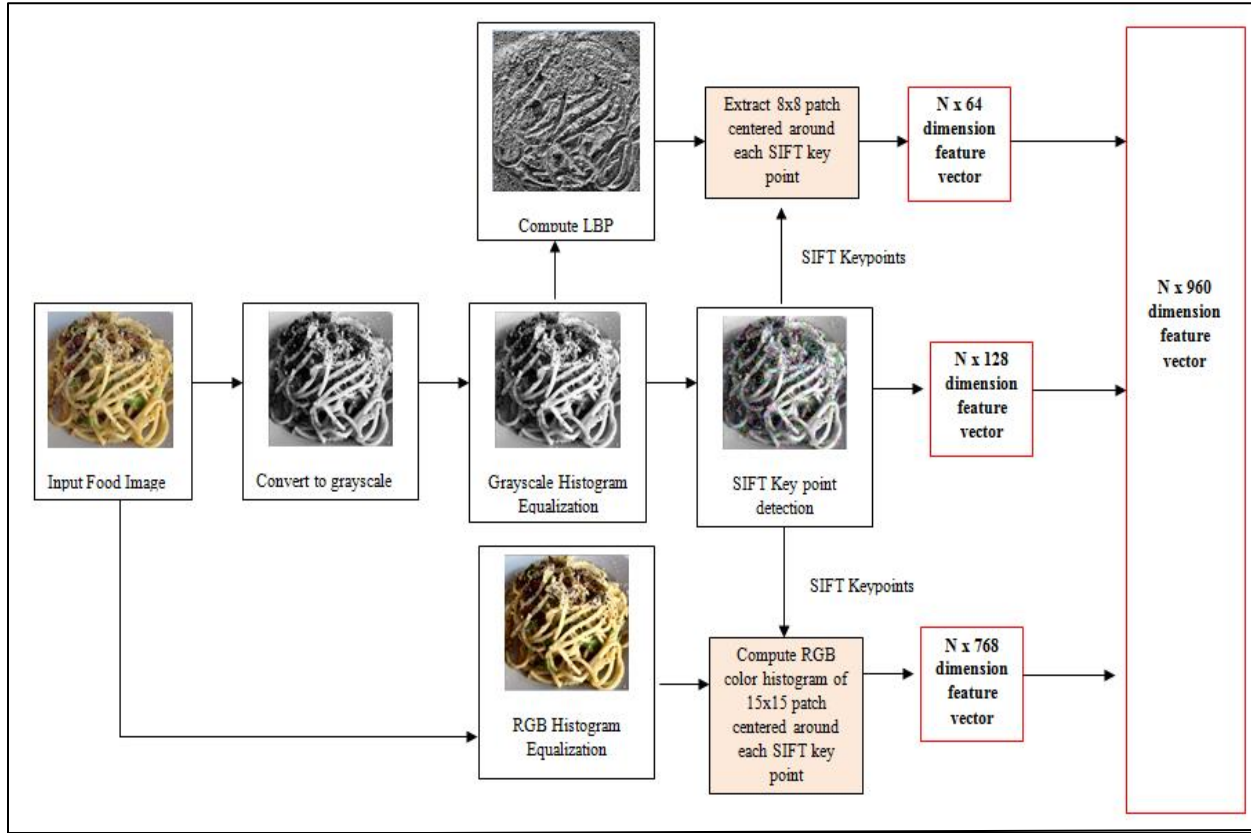 Compute LBP
Extract 8x8 patch
centered around
each SIFT key
point
N x 64
dimension
feature
vector
SIFT Keypoints
N x 960
dimension
feature
vector
Input Food Image
Convert to grayscale
Grayscale Histogram
Equalization
SIFT Key point
detection
N x 128
dimension
feature
vector
SIFT Keypoints
RGB Histogram
Equalization
Compute RGB
color histogram of
15x15 patch
centered around
each SIFT key
point
N x 768
dimension
feature
vector